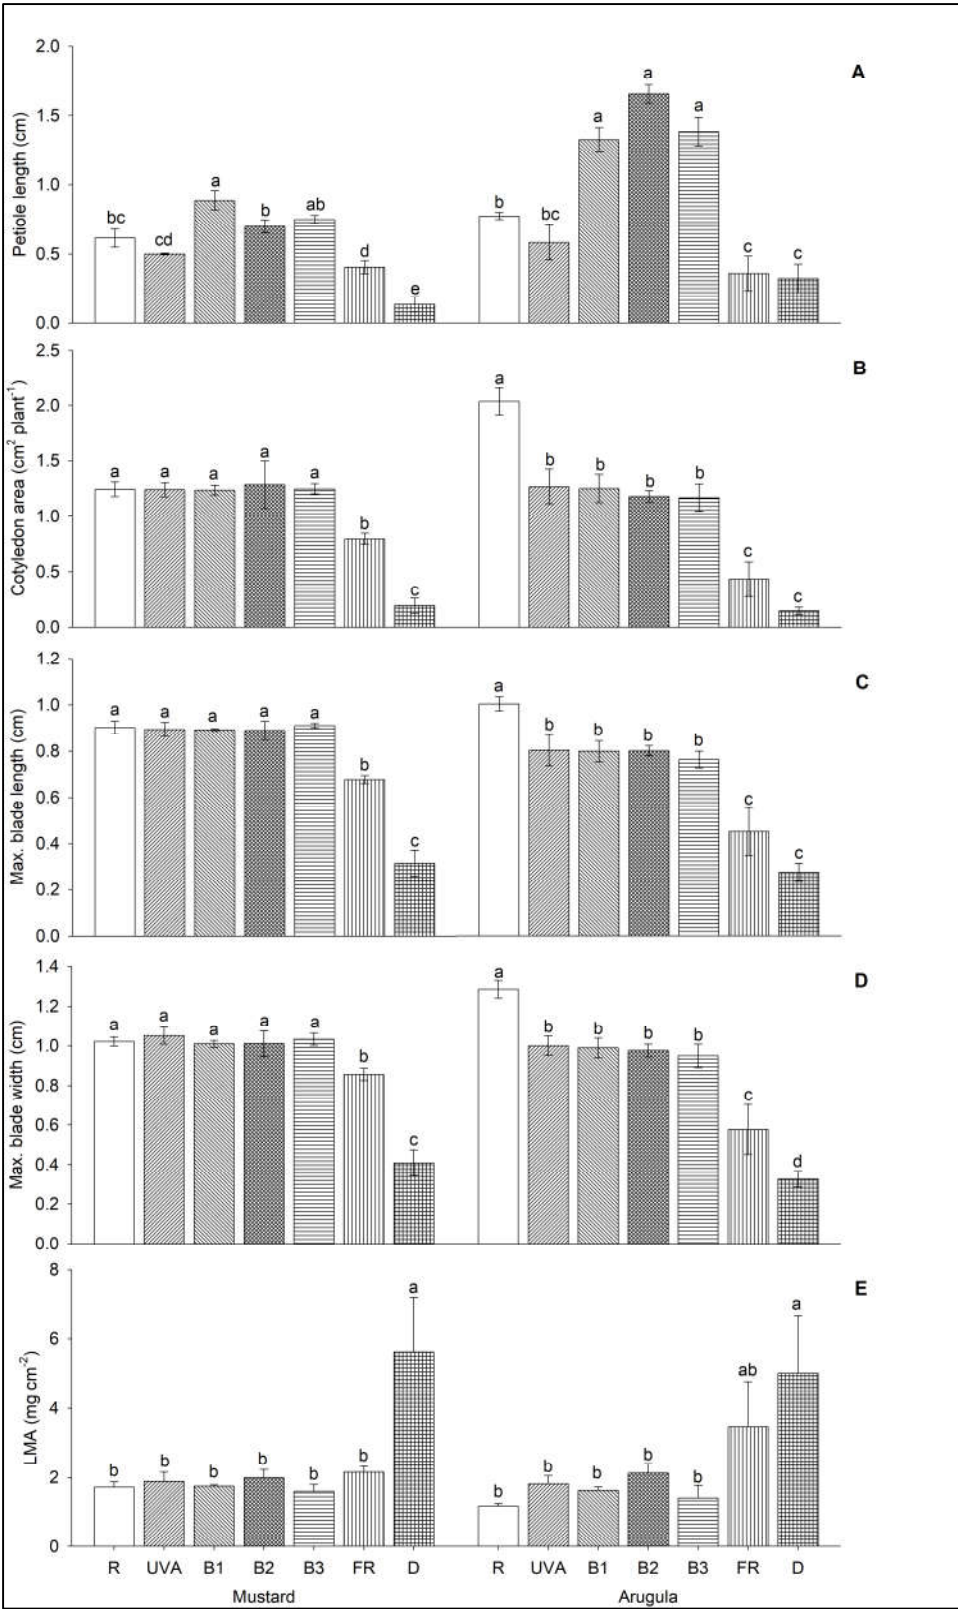 A
2.0
1.5
1.0
0.5
0.0
Petiole length (cm)
bc
cd
a
b
ab
d
e
b
bc
a
a
a
c
c
B
2.5
2.0
1.5
1.0
0.5
0.0
Cotyledon area (cm² plant⁻¹)
a
a
a
a
a
b
c
a
b
b
b
b
c
c
C
1.2
1.0
0.8
0.6
0.4
0.2
0.0
Max. blade length (cm)
a
a
a
a
a
b
c
a
b
b
b
b
c
c
D
1.4
1.2
1.0
0.8
0.6
0.4
0.2
0.0
Max. blade width (cm)
a
a
a
a
a
b
c
a
b
b
b
b
c
d
E
8
6
4
2
0
LMA (mg cm⁻²)
b
b
b
b
b
b
a
b
b
b
b
b
ab
a
R UVA B1 B2 B3 FR D R UVA B1 B2 B3 FR D
Mustard Arugula